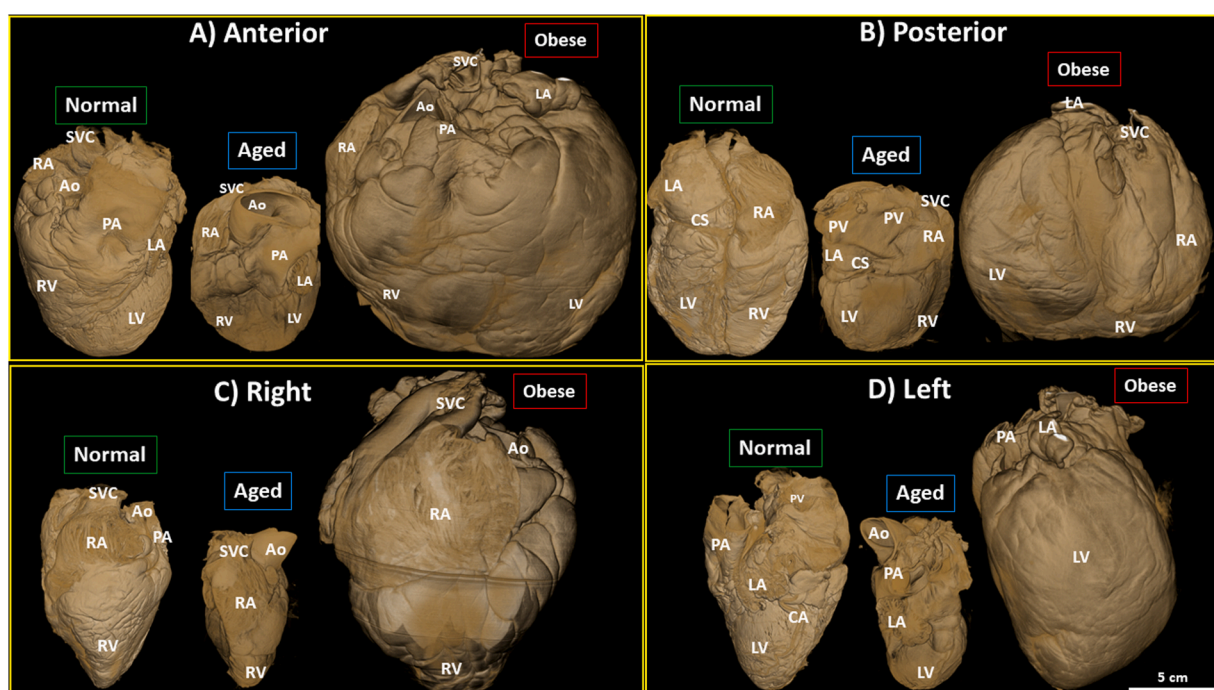 A) Anterior
Normal
SVC
RA
Ao
PA
LA
RV
LV
Aged
SVC
Ao
RA
PA
LA
RV
LV
Obese
SVC
LA
Ao
PA
RA
RV
LV
B) Posterior
Normal
LA
CS
RA
LV
RV
Aged
SVC
PV
PV
RA
LA
CS
LV
RV
Obese
LA
SVC
RA
LV
RV
C) Right
Normal
SVC
Ao
RA
PA
RV
Aged
SVC
Ao
RA
RV
Obese
SVC
Ao
RA
RV
D) Left
Normal
PV
PA
LA
CA
LV
Aged
Ao
PA
LA
LV
Obese
PA
LA
LV
5 cm